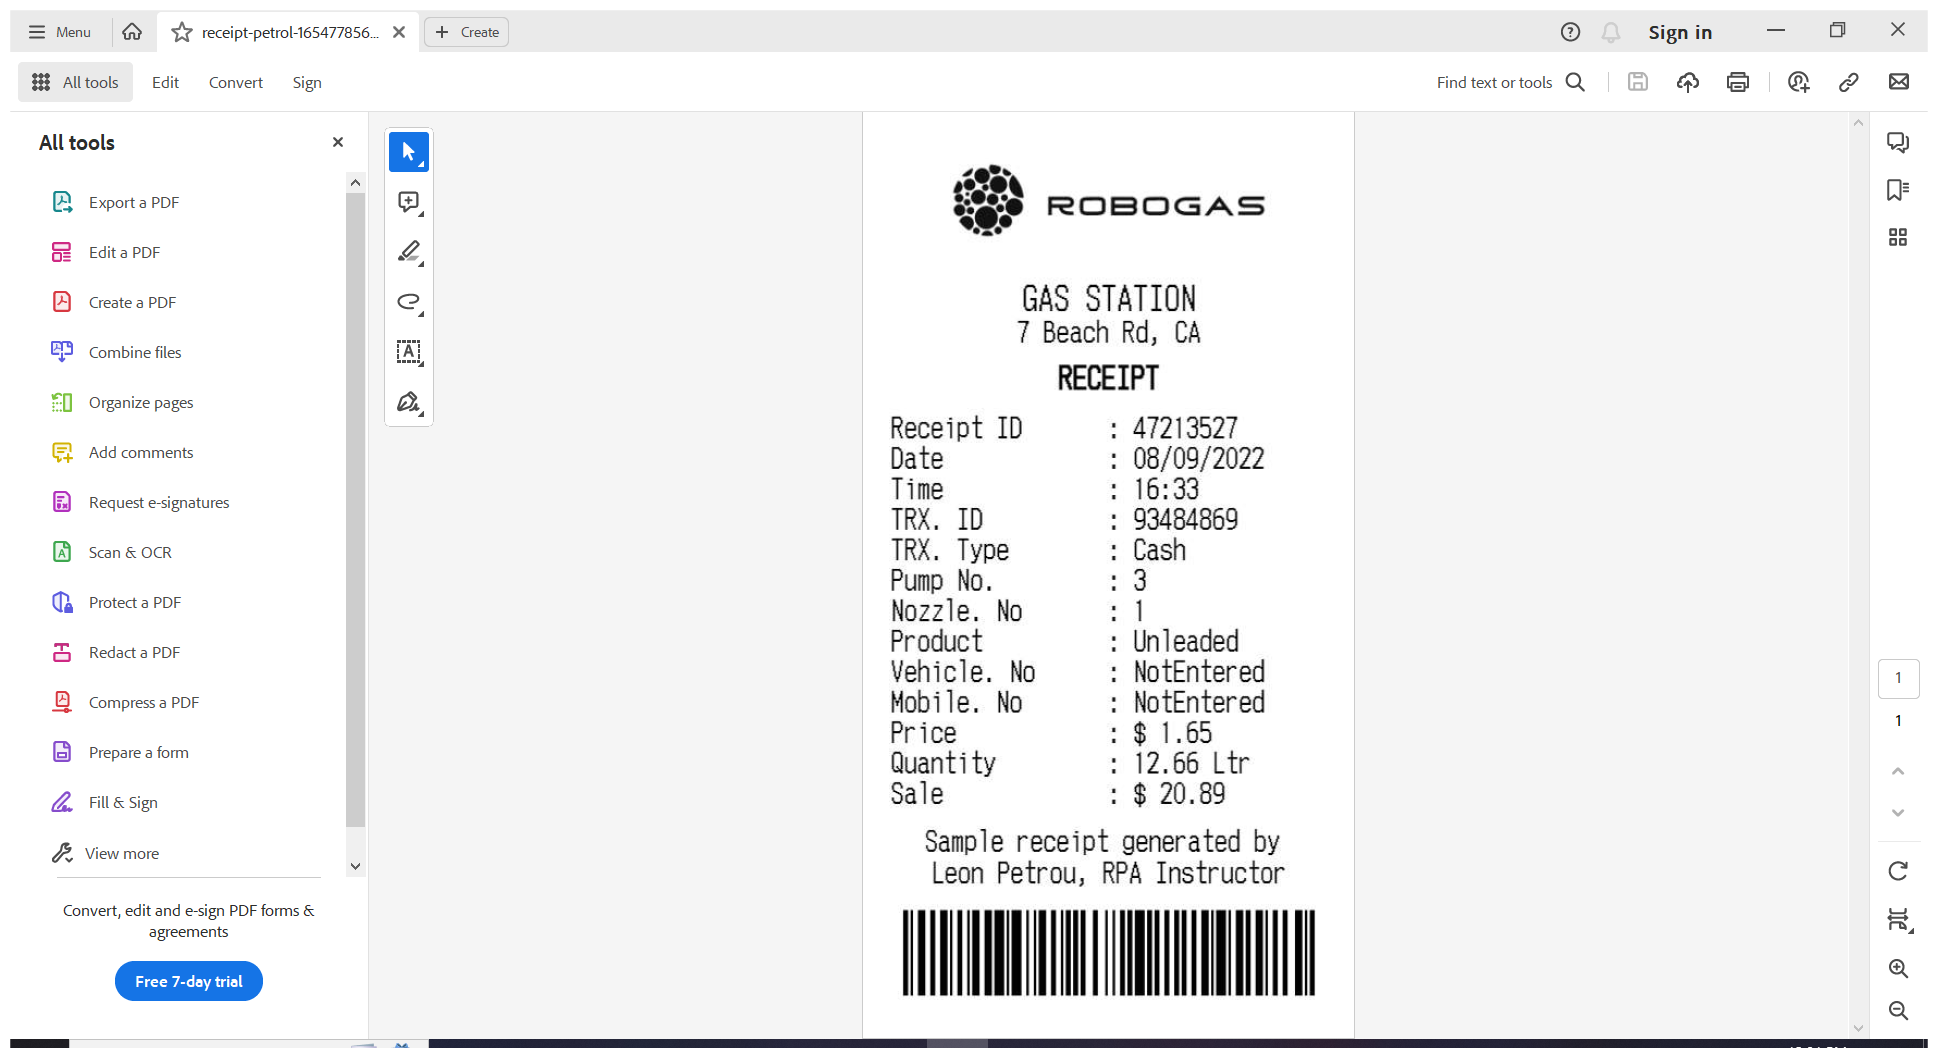 Menu
receipt-petrol-165477856...
Create
Sign in
All tools
Edit
Convert
Sign
Find text or tools
All tools
Export a PDF
Edit a PDF
Create a PDF
Combine files
Organize pages
Add comments
Request e-signatures
Scan & OCR
Protect a PDF
Redact a PDF
Compress a PDF
Prepare a form
Fill & Sign
View more
Convert, edit and e-sign PDF forms &
agreements
Free 7-day trial
ROBOGAS
GAS STATION
7 Beach Rd, CA
RECEIPT
Receipt ID : 47213527
Date : 08/09/2022
Time : 16:33
TRX. ID : 93484869
TRX. Type : Cash
Pump No. : 3
Nozzle. No : 1
Product : Unleaded
Vehicle. No : NotEntered
Mobile. No : NotEntered
Price : $ 1.65
Quantity : 12.66 Ltr
Sale : $ 20.89
Sample receipt generated by
Leon Petrou, RPA Instructor
1
1